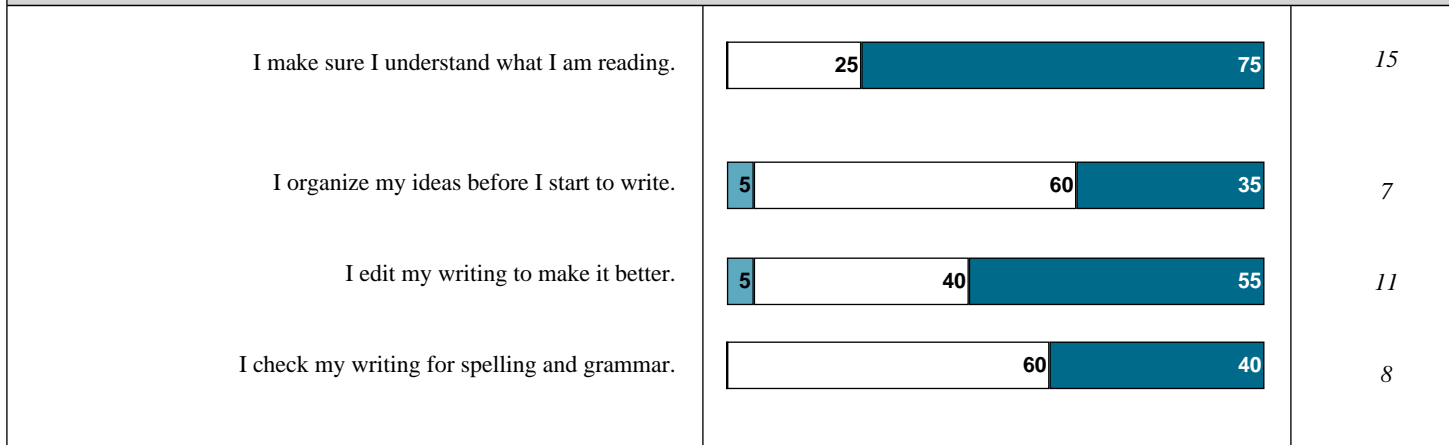 I make sure I understand what I am reading. 25 75 15
I organize my ideas before I start to write. 5 60 35 7
I edit my writing to make it better. 5 40 55 11
I check my writing for spelling and grammar. 60 40 8